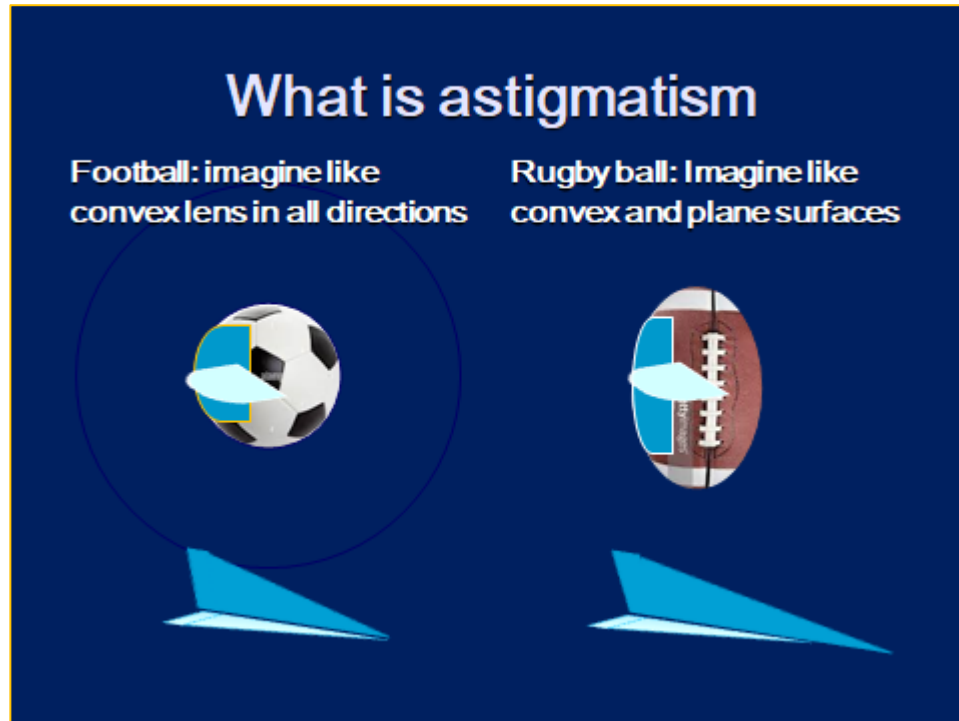 What is astigmatism
Football: imagine like
convex lens in all directions
Rugby ball: Imagine like
convex and plane surfaces
gettyimages